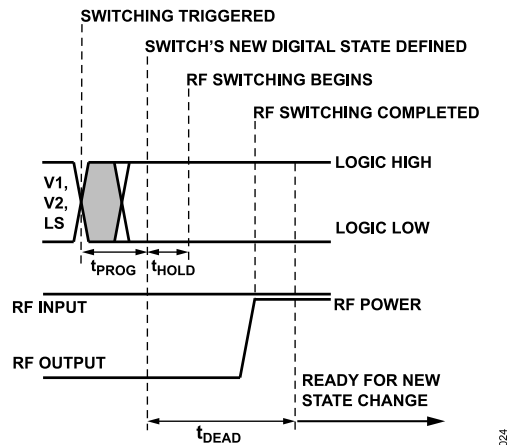 SWITCHING TRIGGERED
SWITCH'S NEW DIGITAL STATE DEFINED
RF SWITCHING BEGINS
RF SWITCHING COMPLETED
V1,
V2,
LS
LOGIC HIGH
LOGIC LOW
tPROG
tHOLD
RF INPUT
RF POWER
RF OUTPUT
READY FOR NEW
STATE CHANGE
tDEAD
024